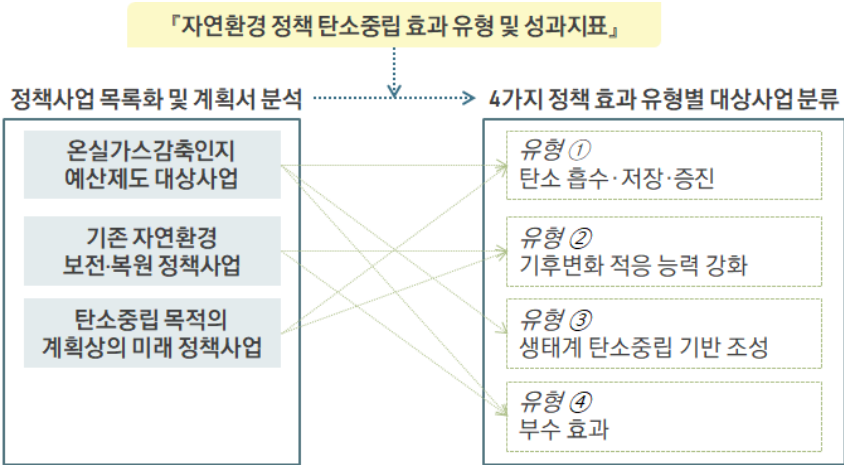 『자연환경 정책 탄소중립 효과 유형 및 성과지표』
정책사업 목록화 및 계획서 분석
4가지 정책 효과 유형별 대상사업 분류
온실가스감축인지
예산제도 대상사업
기존 자연환경
보전·복원 정책사업
탄소중립 목적의
계획상의 미래 정책사업
유형 ①
탄소 흡수·저장·증진
유형 ②
기후변화 적응 능력 강화
유형 ③
생태계 탄소중립 기반 조성
유형 ④
부수 효과